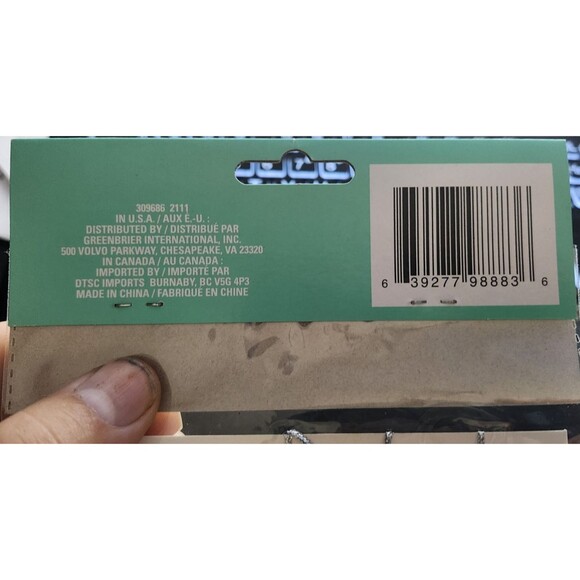 309686 2111
IN U.S.A. / AUX E.-U. :
DISTRIBUTED BY / DISTRIBUÉ PAR
GREENBRIER INTERNATIONAL, INC.
500 VOLVO PARKWAY, CHESAPEAKE, VA 23320
IN CANADA / AU CANADA :
IMPORTED BY / IMPORTÉ PAR
DTSC IMPORTS BURNABY, BC V5G 4P3
MADE IN CHINA / FABRIQUÉ EN CHINE
6 39277 98883 6